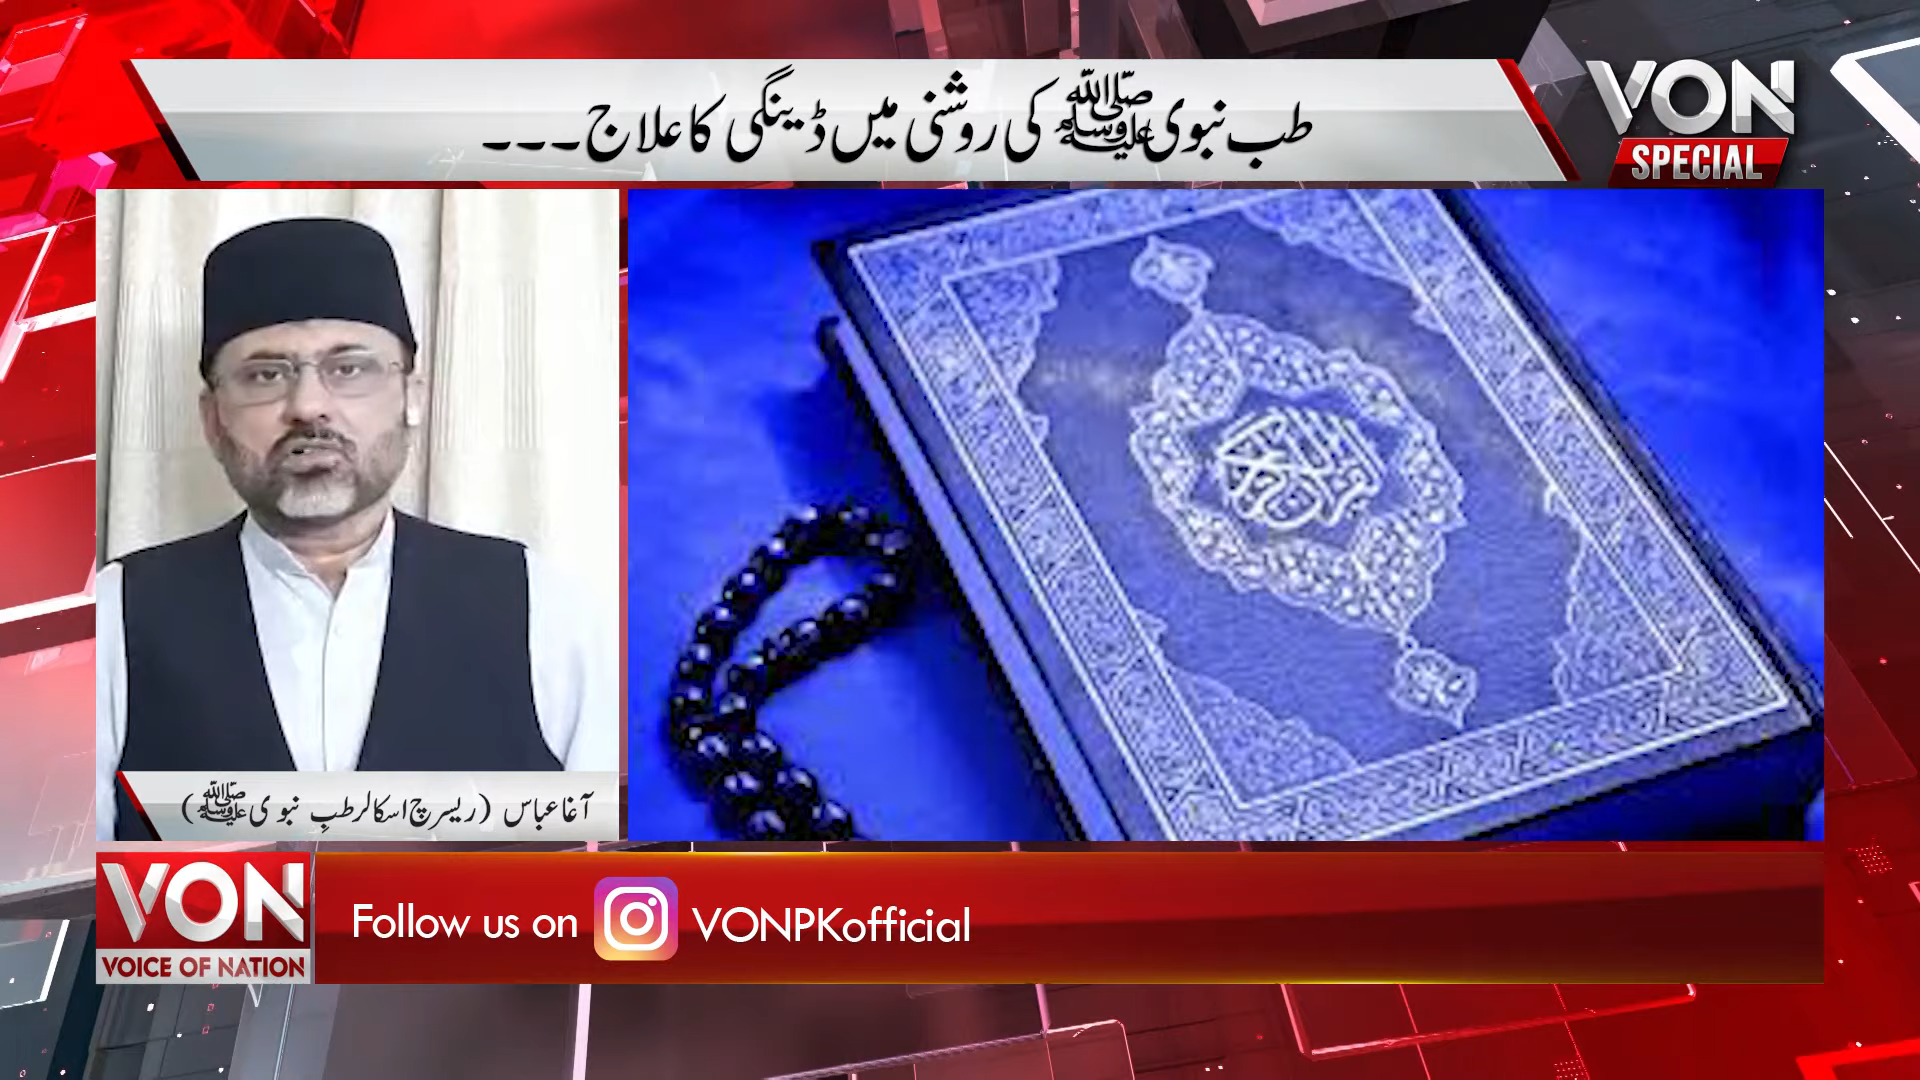 طب نبوی ﷺ کی روشنی میں ڈینگی کا علاج ۔۔۔
VON
SPECIAL
آغا عباس (ریسرچ اسکالر طبِ نبوی ﷺ)
VON
VOICE OF NATION
Follow us on VONPKofficial